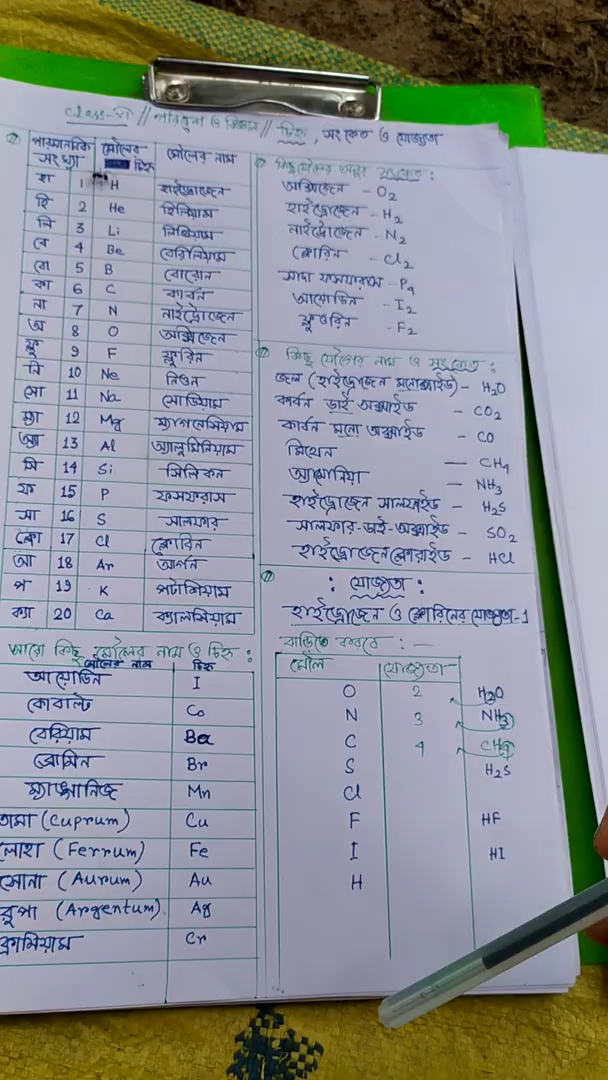 Class-VI // পরিবেশ ও বিজ্ঞান // চিহ্ন, সংকেত ও যোজ্যতা
পারমাণবিক সংখ্যা মৌলের চিহ্ন মৌলের নাম
হা 1 H হাইড্রোজেন
হি 2 He হিলিয়াম
লি 3 Li লিথিয়াম
বে 4 Be বেরিলিয়াম
বো 5 B বোরোন
কা 6 C কার্বন
না 7 N নাইট্রোজেন
অ 8 O অক্সিজেন
ফ্লু 9 F ফ্লুরিন
নি 10 Ne নিওন
সো 11 Na সোডিয়াম
ম্যা 12 Mg ম্যাগনেসিয়াম
অ্যা 13 Al অ্যালুমিনিয়াম
সি 14 Si সিলিকন
ফ 15 P ফসফরাস
সা 16 S সালফার
ক্লো 17 Cl ক্লোরিন
আ 18 Ar আর্গন
প 19 K পটাশিয়াম
ক্যা 20 Ca ক্যালসিয়াম
আরো কিছু মৌলের নাম ও চিহ্ন :
মৌলের নাম চিহ্ন
আয়োডিন I
কোবাল্ট Co
বেরিয়াম Ba
ব্রোমিন Br
ম্যাঙ্গানিজ Mn
তামা (Cuprum) Cu
লোহা (Ferrum) Fe
সোনা (Aurum) Au
রূপা (Argentum) Ag
ক্রোমিয়াম Cr
কিছু মৌলের অনুর সংকেত :
অক্সিজেন - O2
হাইড্রোজেন - H2
নাইট্রোজেন - N2
ক্লোরিন - Cl2
সাদা ফসফরাস - P4
আয়োডিন - I2
ফ্লুওরিন - F2
কিছু যৌগের নাম ও সংকেত :
জল (হাইড্রোজেন মনোক্সাইড) - H2O
কার্বন ডাই অক্সাইড - CO2
কার্বন মনো অক্সাইড - CO
মিথেন — CH4
অ্যামোনিয়া — NH3
হাইড্রোজেন সালফাইড - H2S
সালফার-ডাই-অক্সাইড - SO2
হাইড্রোজেন ক্লোরাইড - HCl
: যোজ্যতা :
হাইড্রোজেন ও ক্লোরিনের যোজ্যতা-1
বাড়িতে করবে : —
মৌল যোজ্যতা
O 2 H2O
N 3 NH3
C 4 CH4
S H2S
Cl
F HF
I HI
H